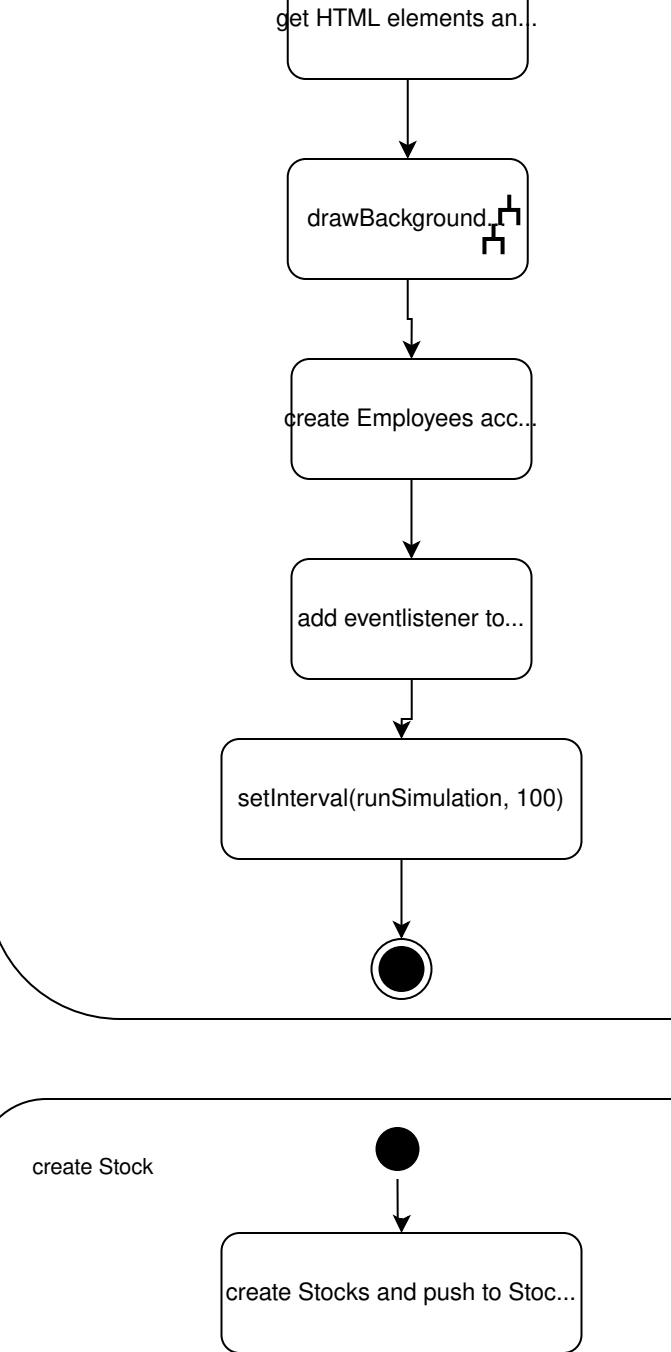 get HTML elements an...
drawBackground...
create Employees acc...
add eventlistener to...
setInterval(runSimulation, 100)
create Stock
create Stocks and push to Stoc...